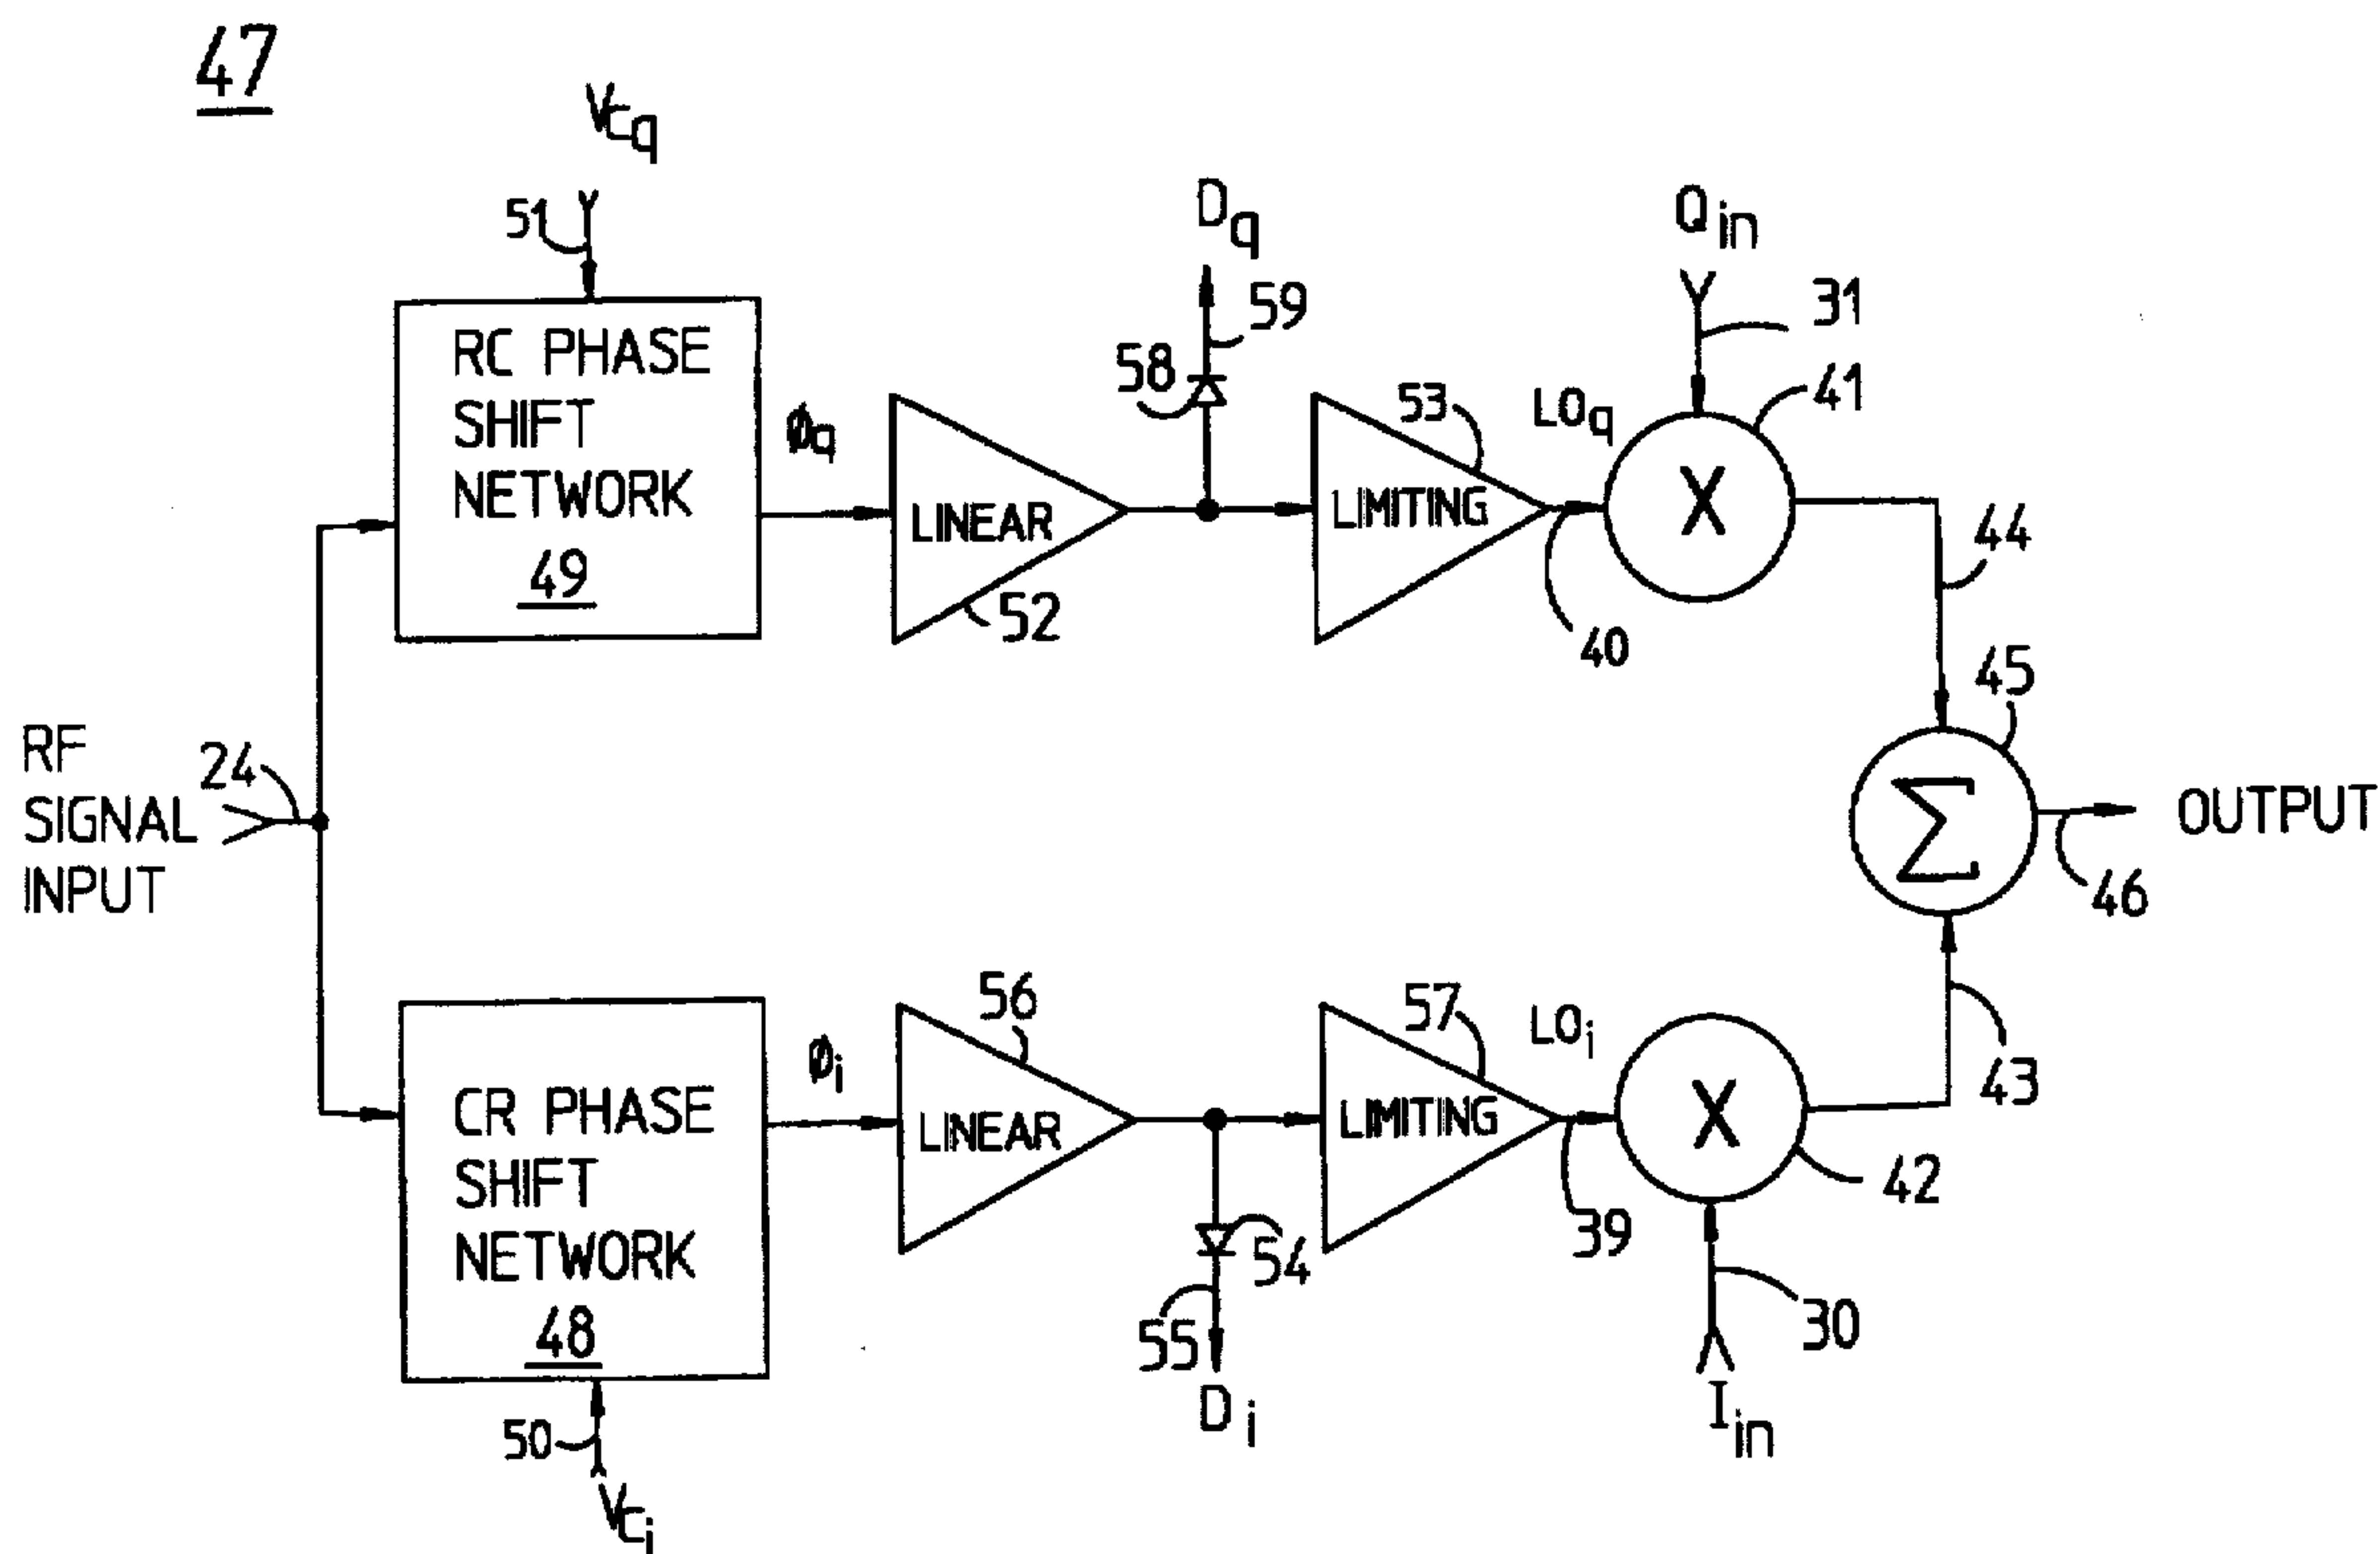 47
Vcq
51
RC PHASE
SHIFT
NETWORK
49
Øq
LINEAR
52
Dq
59
58
LIMITING
53
LOq
40
Qin
31
41
X
44
RF
SIGNAL
INPUT
24
45
Σ
OUTPUT
46
CR PHASE
SHIFT
NETWORK
48
50
Vci
Øi
56
LINEAR
54
55
Di
57
LIMITING
LOi
39
X
42
43
30
Iin